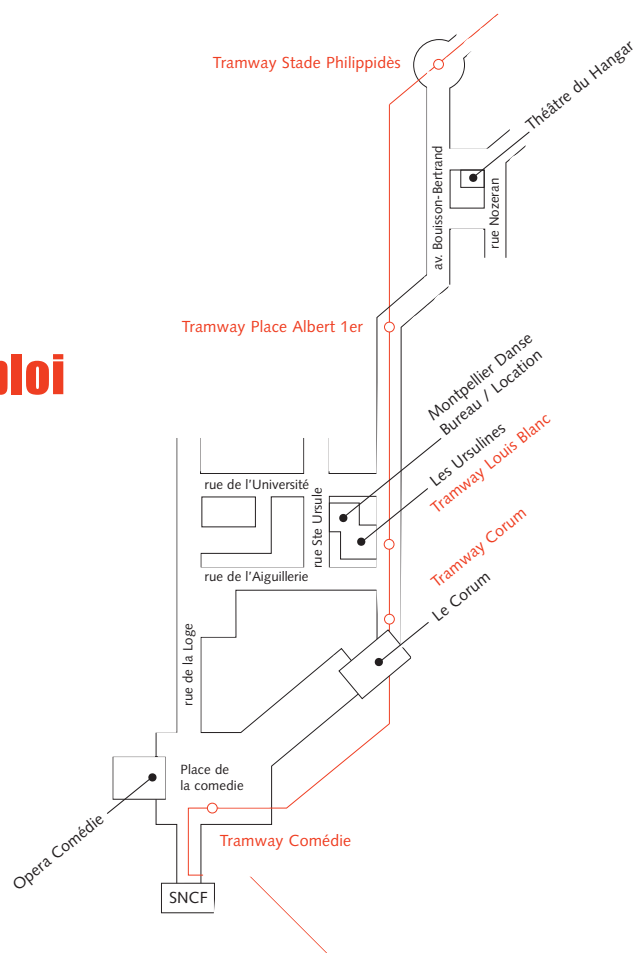 Tramway Stade Philippidès
Théâtre du Hangar
av. Bouisson-Bertrand
rue Nozeran
Tramway Place Albert 1er
ploi
Montpellier Danse
Bureau / Location
Les Ursulines
Tramway Louis Blanc
rue de l'Université
rue Ste Ursule
rue de l'Aiguillerie
Tramway Corum
Le Corum
rue de la Loge
Place de
la comedie
Opera Comédie
Tramway Comédie
SNCF